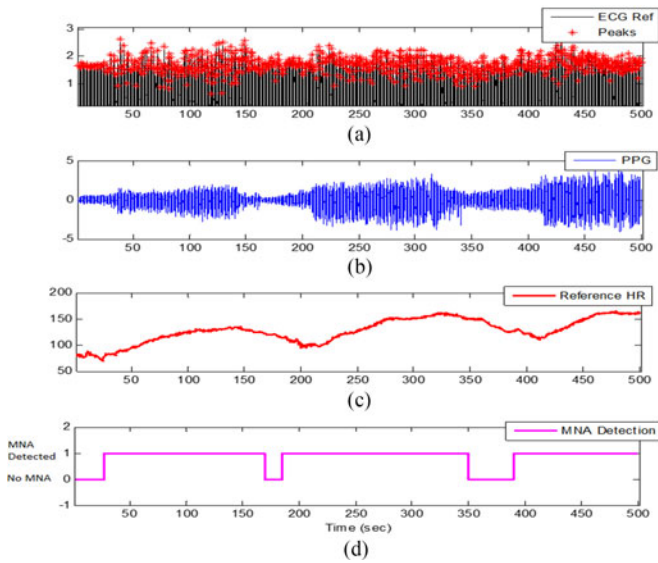 ECG Ref
Peaks
3
2
1
50 100 150 200 250 300 350 400 450 500
(a)
PPG
5
0
-5
50 100 150 200 250 300 350 400 450 500
(b)
Reference HR
200
150
100
50
50 100 150 200 250 300 350 400 450 500
(c)
MNA Detection
2
MNA
Detected
1
No MNA
0
-1
50 100 150 200 250 300 350 400 450 500
Time (sec)
(d)